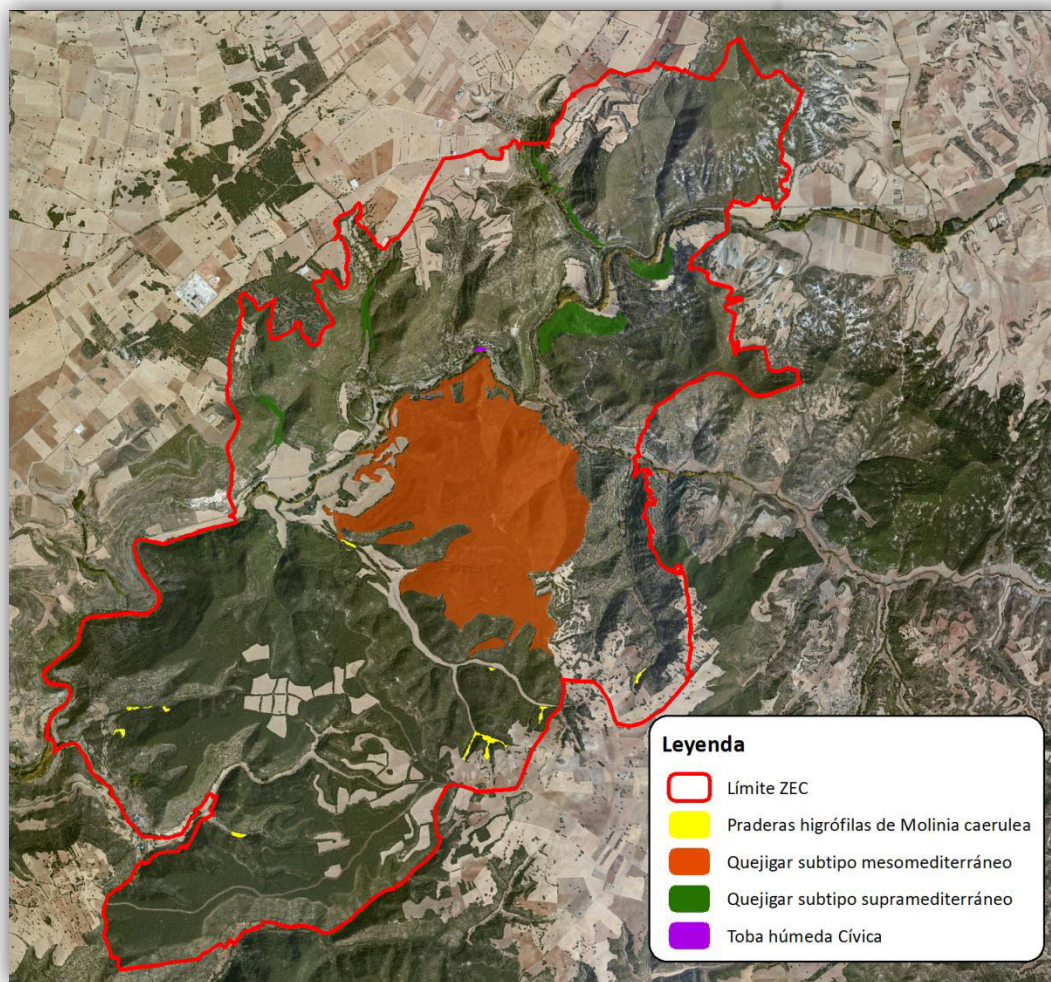 Leyenda
Límite ZEC
Praderas higrófilas de Molinia caerulea
Quejigar subtipo mesomediterráneo
Quejigar subtipo supramediterráneo
Toba húmeda Cívica